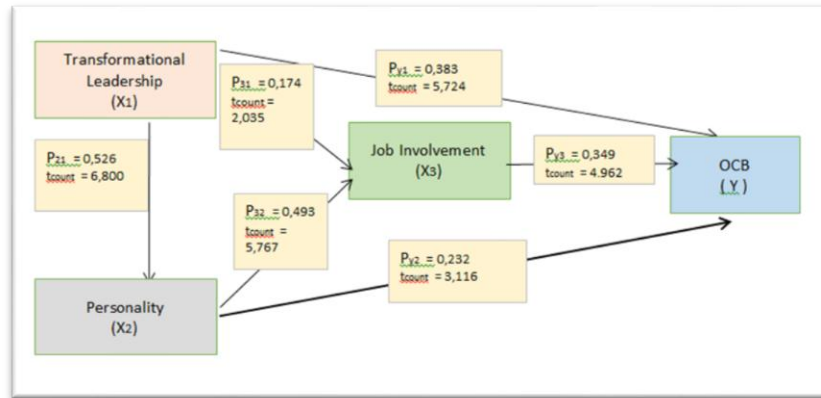 Transformational
Leadership
(X1)
P31 = 0,174
tcount =
2,035
Py1 = 0,383
tcount = 5,724
P21 = 0,526
tcount = 6,800
Job Involvement
(X3)
Py3 = 0,349
tcount = 4.962
OCB
( Y )
P32 = 0,493
tcount =
5,767
Py2 = 0,232
tcount = 3,116
Personality
(X2)